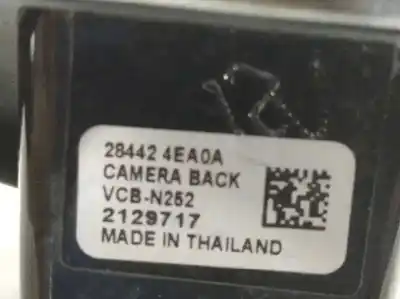 28442 4EA0A
CAMERA BACK
VCB-N252
2129717
MADE IN THAILAND